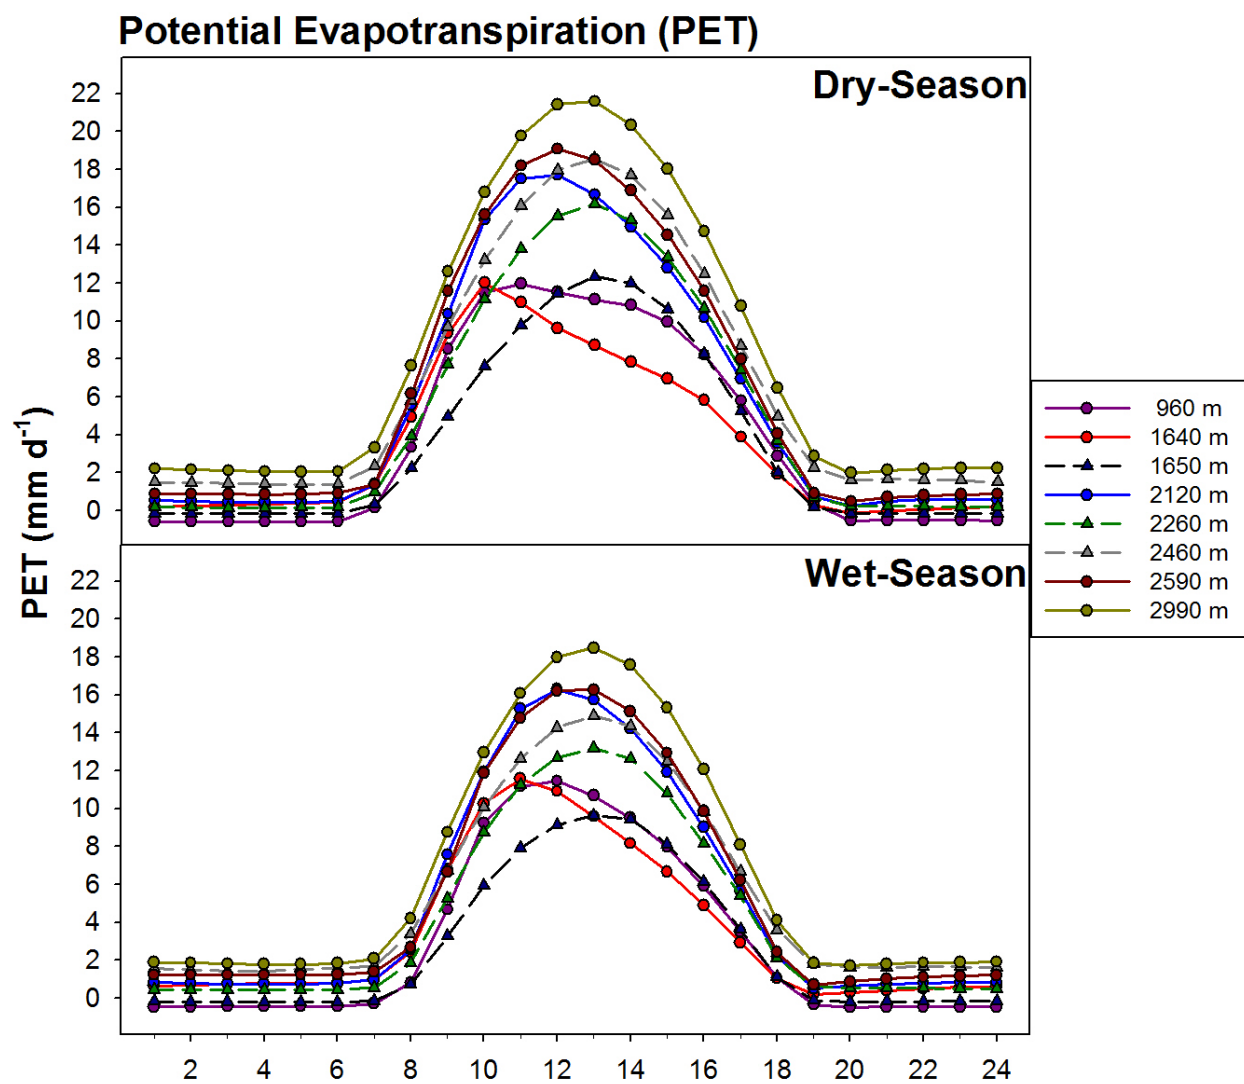 Potential Evapotranspiration (PET)
Dry-Season
22
20
18
16
14
12
10
8
6
4
2
0
PET (mm d-1)
960 m
1640 m
1650 m
2120 m
2260 m
2460 m
2590 m
2990 m
Wet-Season
22
20
18
16
14
12
10
8
6
4
2
0
2 4 6 8 10 12 14 16 18 20 22 24